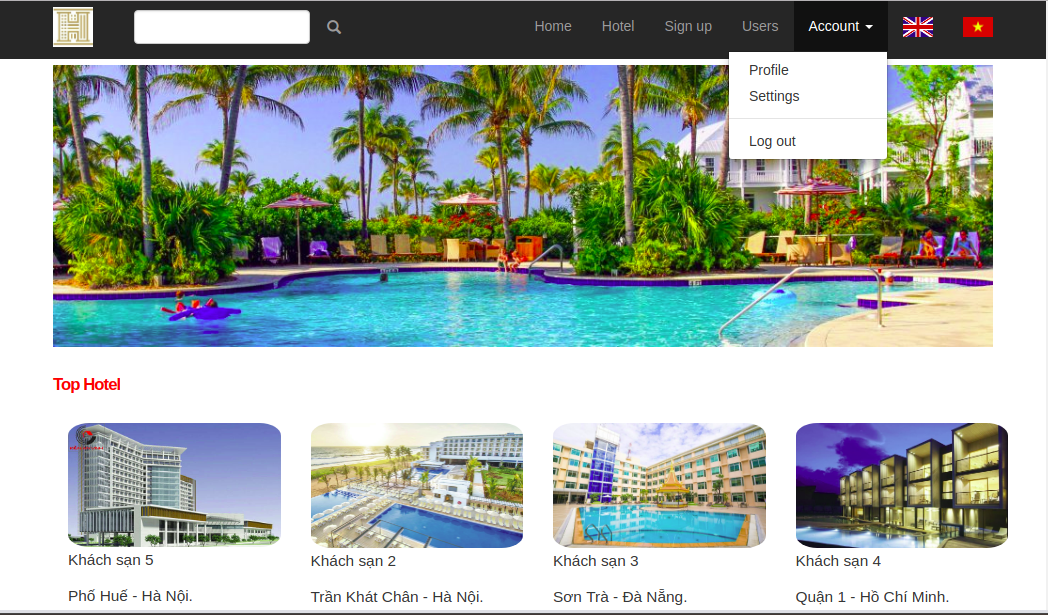 Home Hotel Sign up Users Account
Profile
Settings
Log out
Top Hotel
Khách sạn 5
Khách sạn 2
Khách sạn 3
Khách sạn 4
Phố Huế - Hà Nội.
Trần Khát Chân - Hà Nội.
Sơn Trà - Đà Nẵng.
Quận 1 - Hồ Chí Minh.